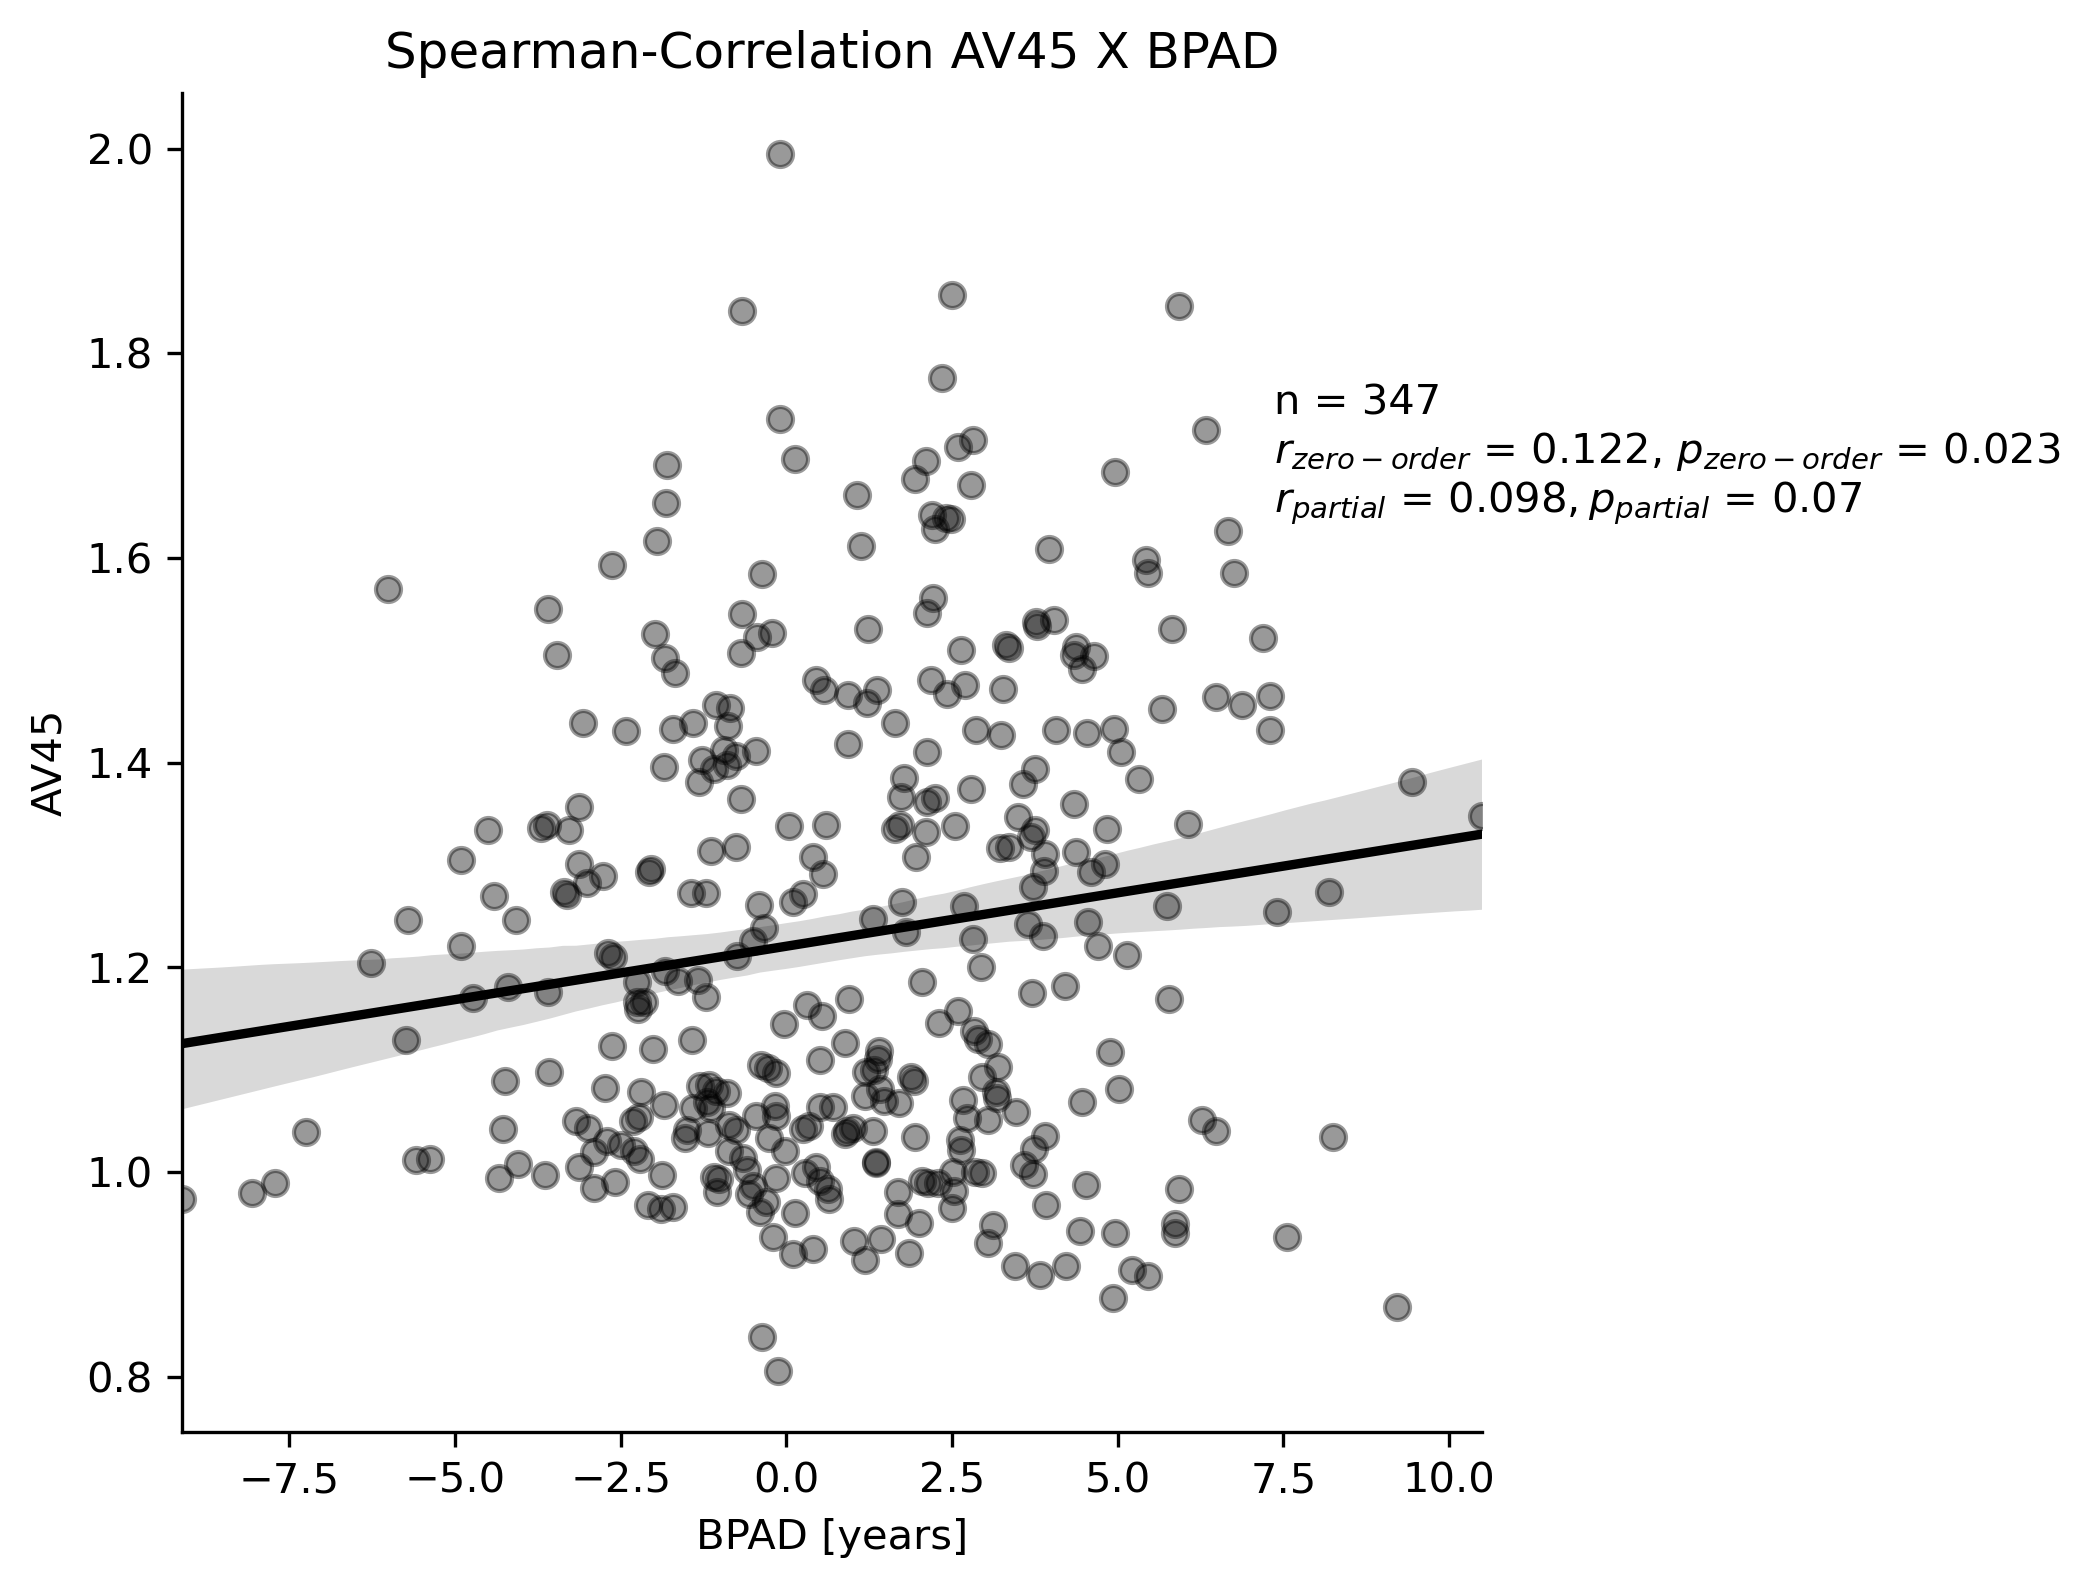 Spearman-Correlation AV45 X BPAD
2.0
1.8
1.6
1.4
1.2
1.0
0.8
AV45
n = 347
r_zero−order = 0.122, p_zero−order = 0.023
r_partial = 0.098, p_partial = 0.07
−7.5 −5.0 −2.5 0.0 2.5 5.0 7.5 10.0
BPAD [years]